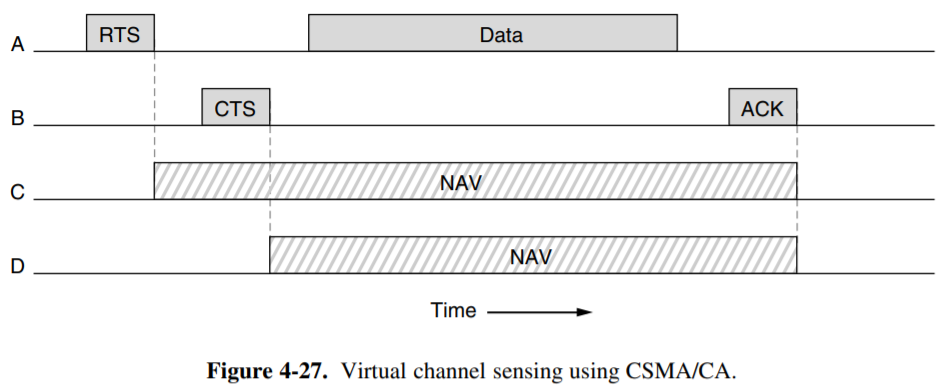 A RTS Data
B CTS ACK
C NAV
D NAV
Time
Figure 4-27. Virtual channel sensing using CSMA/CA.